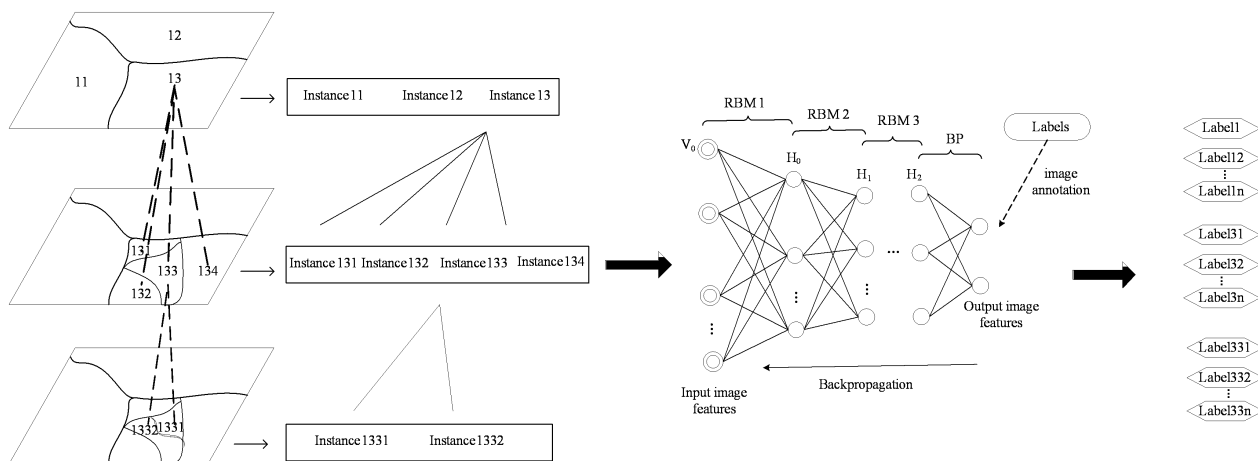 12
11
13
Instance11 Instance12 Instance13
131
133
134
132
Instance131 Instance132 Instance133 Instance134
1332
1331
Instance1331 Instance1332
RBM 1
RBM 2
RBM 3
BP
V0
H0
H1
H2
...
Labels
image
annotation
Output image
features
Input image
features
Backpropagation
Label1
Label12
Label1n
Label31
Label32
Label3n
Label331
Label332
Label33n